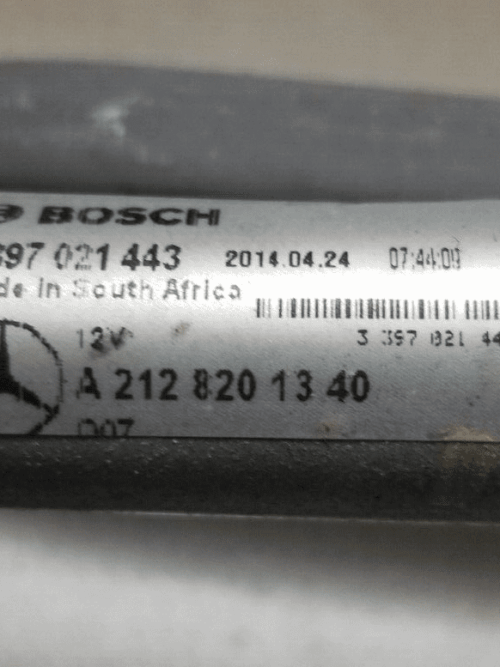 BOSCH
397 021 443 2014.04.24 07:44:09
de in South Africa
3 397 021 44
12V
A 212 820 13 40
D07